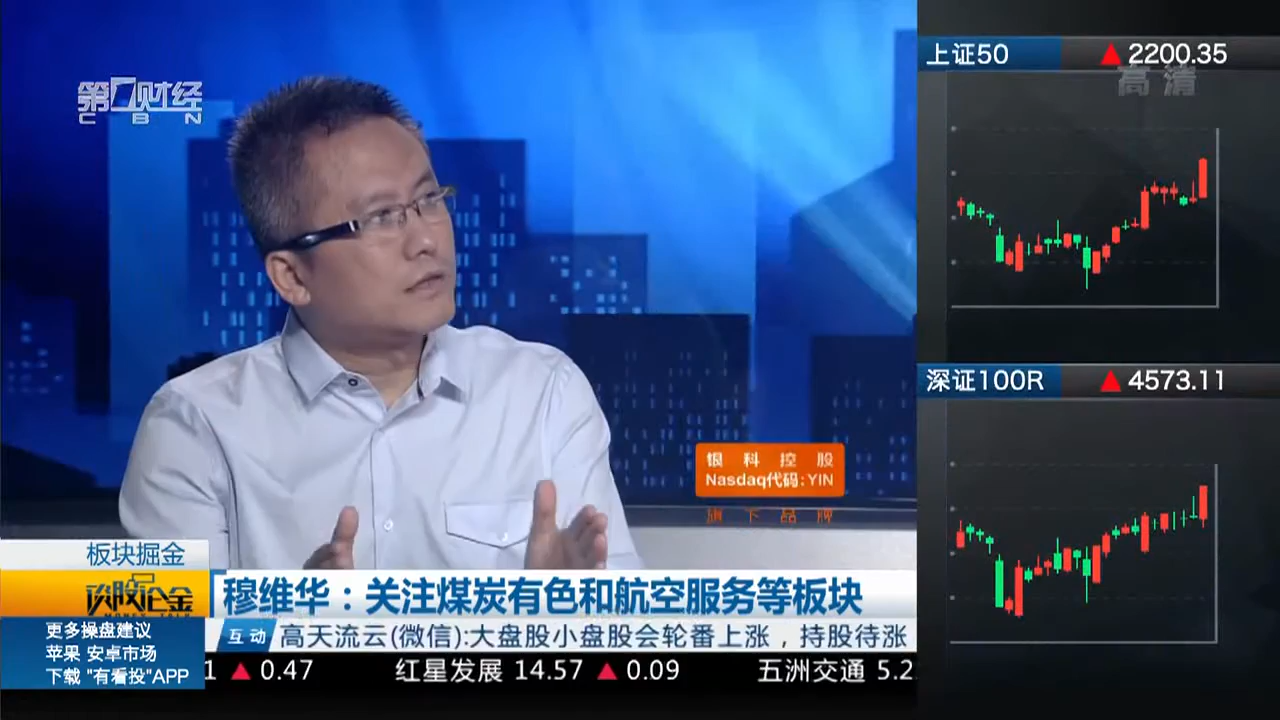 上证50 ▲ 2200.35
高清
第一财经
CBN
深证100R ▲ 4573.11
银科控股
Nasdaq代码:YIN
旗下品牌
板块掘金
谈股论金
穆维华：关注煤炭有色和航空服务等板块
互动 高天流云(微信):大盘股小盘股会轮番上涨，持股待涨
更多操盘建议
苹果 安卓市场
下载 "有看投"APP
1 ▲ 0.47 红星发展 14.57 ▲ 0.09 五洲交通 5.2